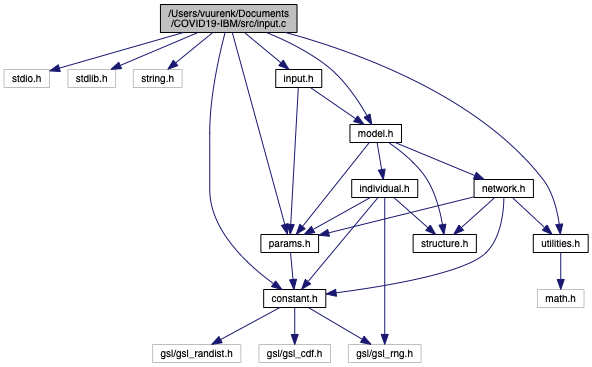 /Users/vuurenk/Documents
/COVID19-IBM/src/input.c
stdio.h
stdlib.h
string.h
input.h
model.h
individual.h
network.h
params.h
structure.h
utilities.h
constant.h
math.h
gsl/gsl_randist.h
gsl/gsl_cdf.h
gsl/gsl_rng.h